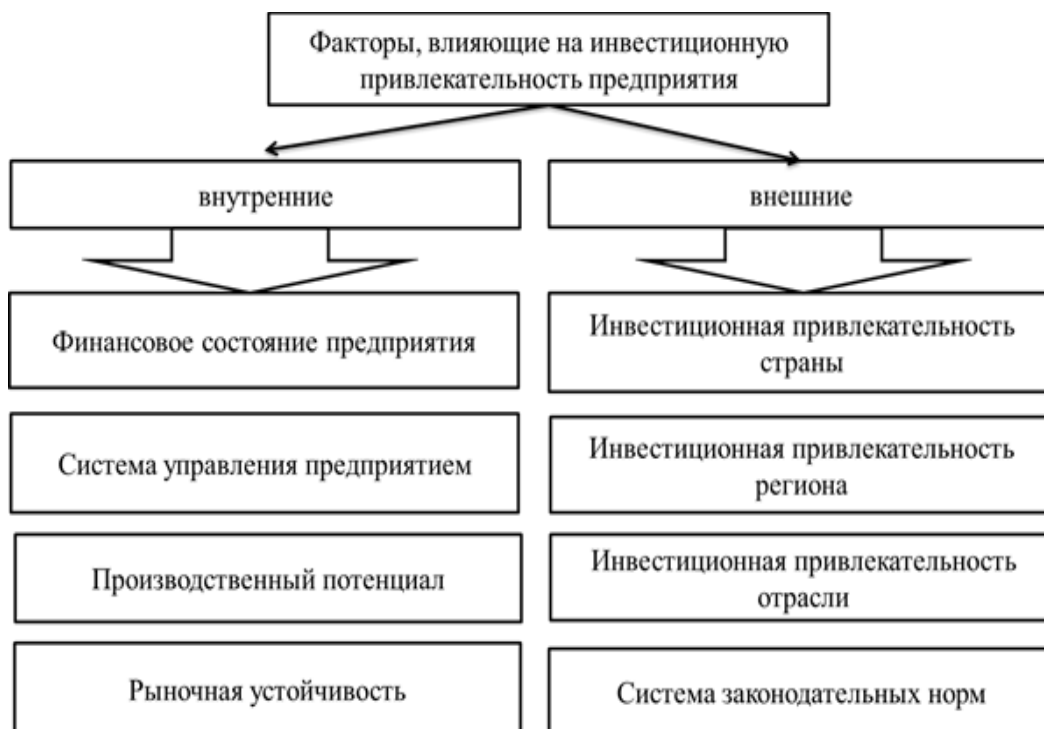 Факторы, влияющие на инвестиционную
привлекательность предприятия
внутренние
внешние
Финансовое состояние предприятия
Инвестиционная привлекательность
страны
Система управления предприятием
Инвестиционная привлекательность
региона
Производственный потенциал
Инвестиционная привлекательность
отрасли
Рыночная устойчивость
Система законодательных норм